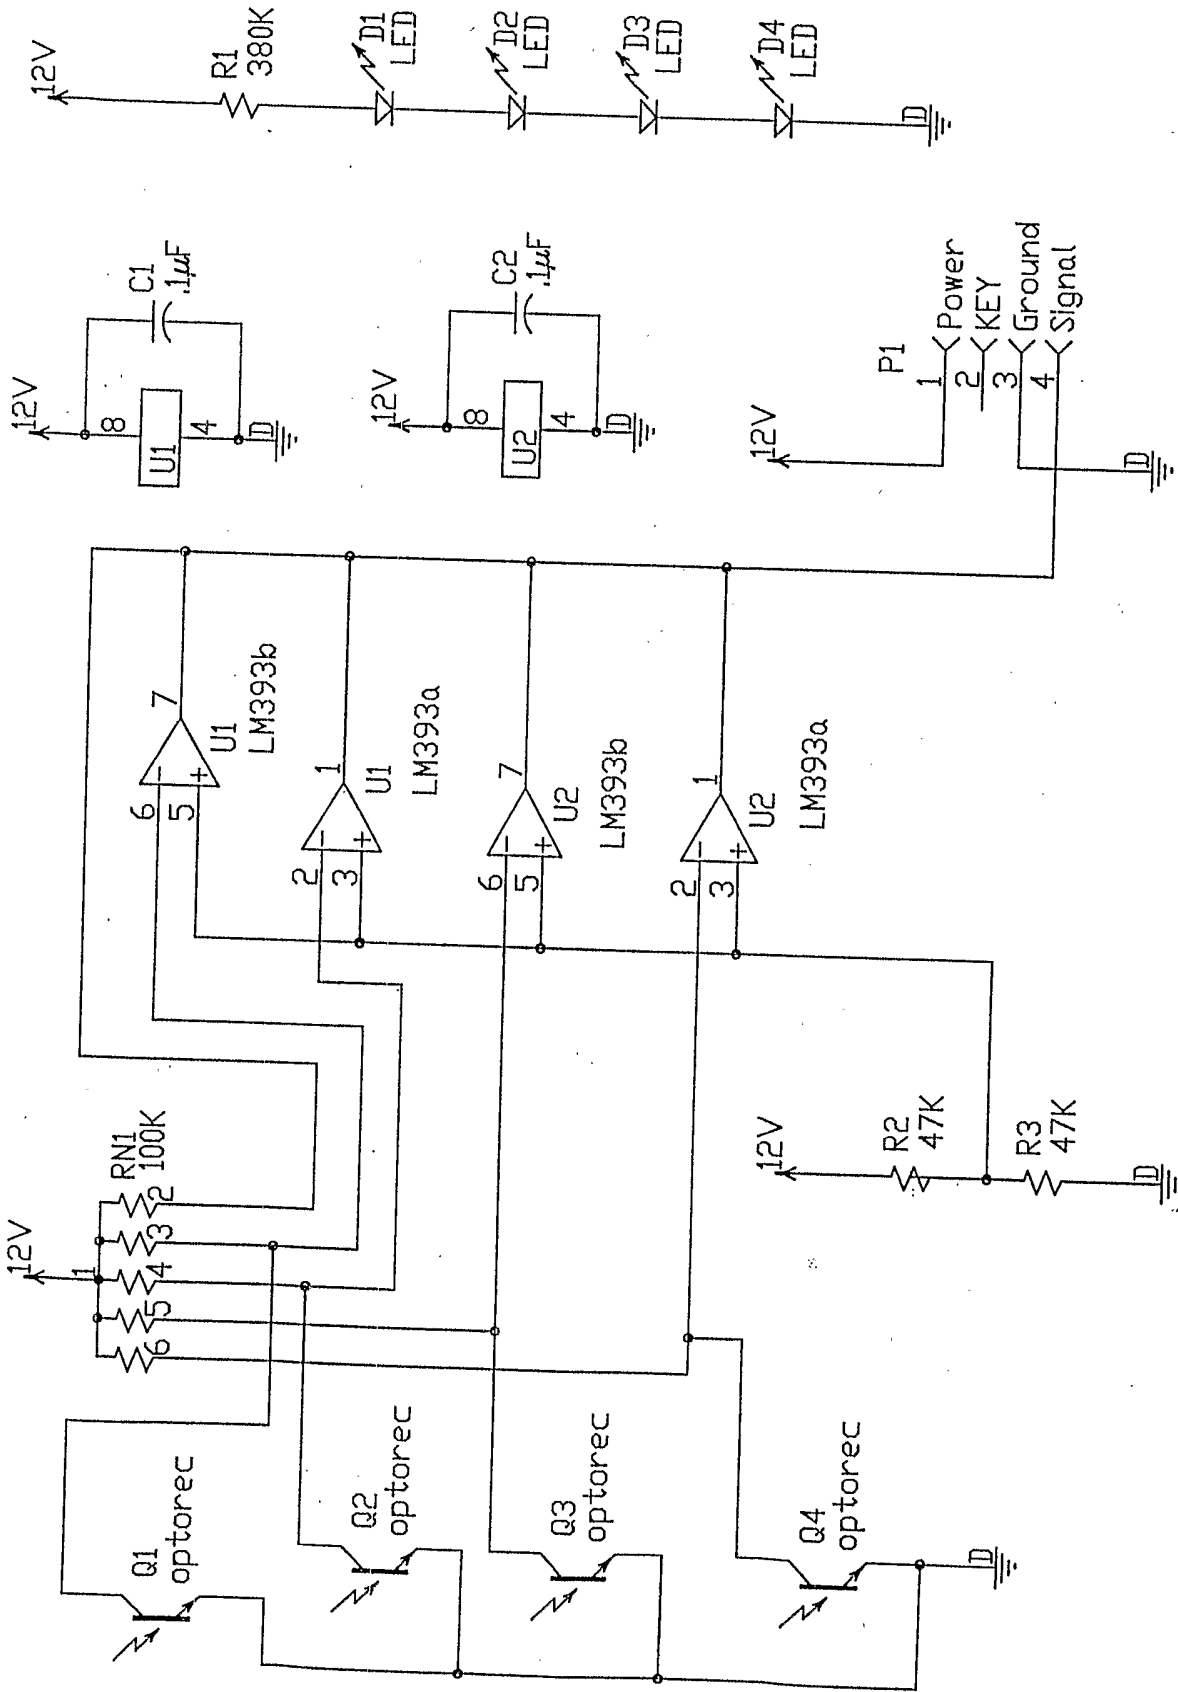 12V
R1
380K
D1
LED
D2
LED
D3
LED
D4
LED
D
12V
8
U1
4
D
C1
.1µF
12V
8
U2
4
D
C2
.1µF
12V
P1
1 Power
2 KEY
3 Ground
4 Signal
D
6
5
-
+
7
U1
LM393b
2
3
-
+
1
U1
LM393a
6
5
-
+
7
U2
LM393b
2
3
-
+
1
U2
LM393a
12V
1
RN1
100K
2
3
4
5
6
12V
R2
47K
R3
47K
D
Q1
optorec
Q2
optorec
Q3
optorec
Q4
optorec
D